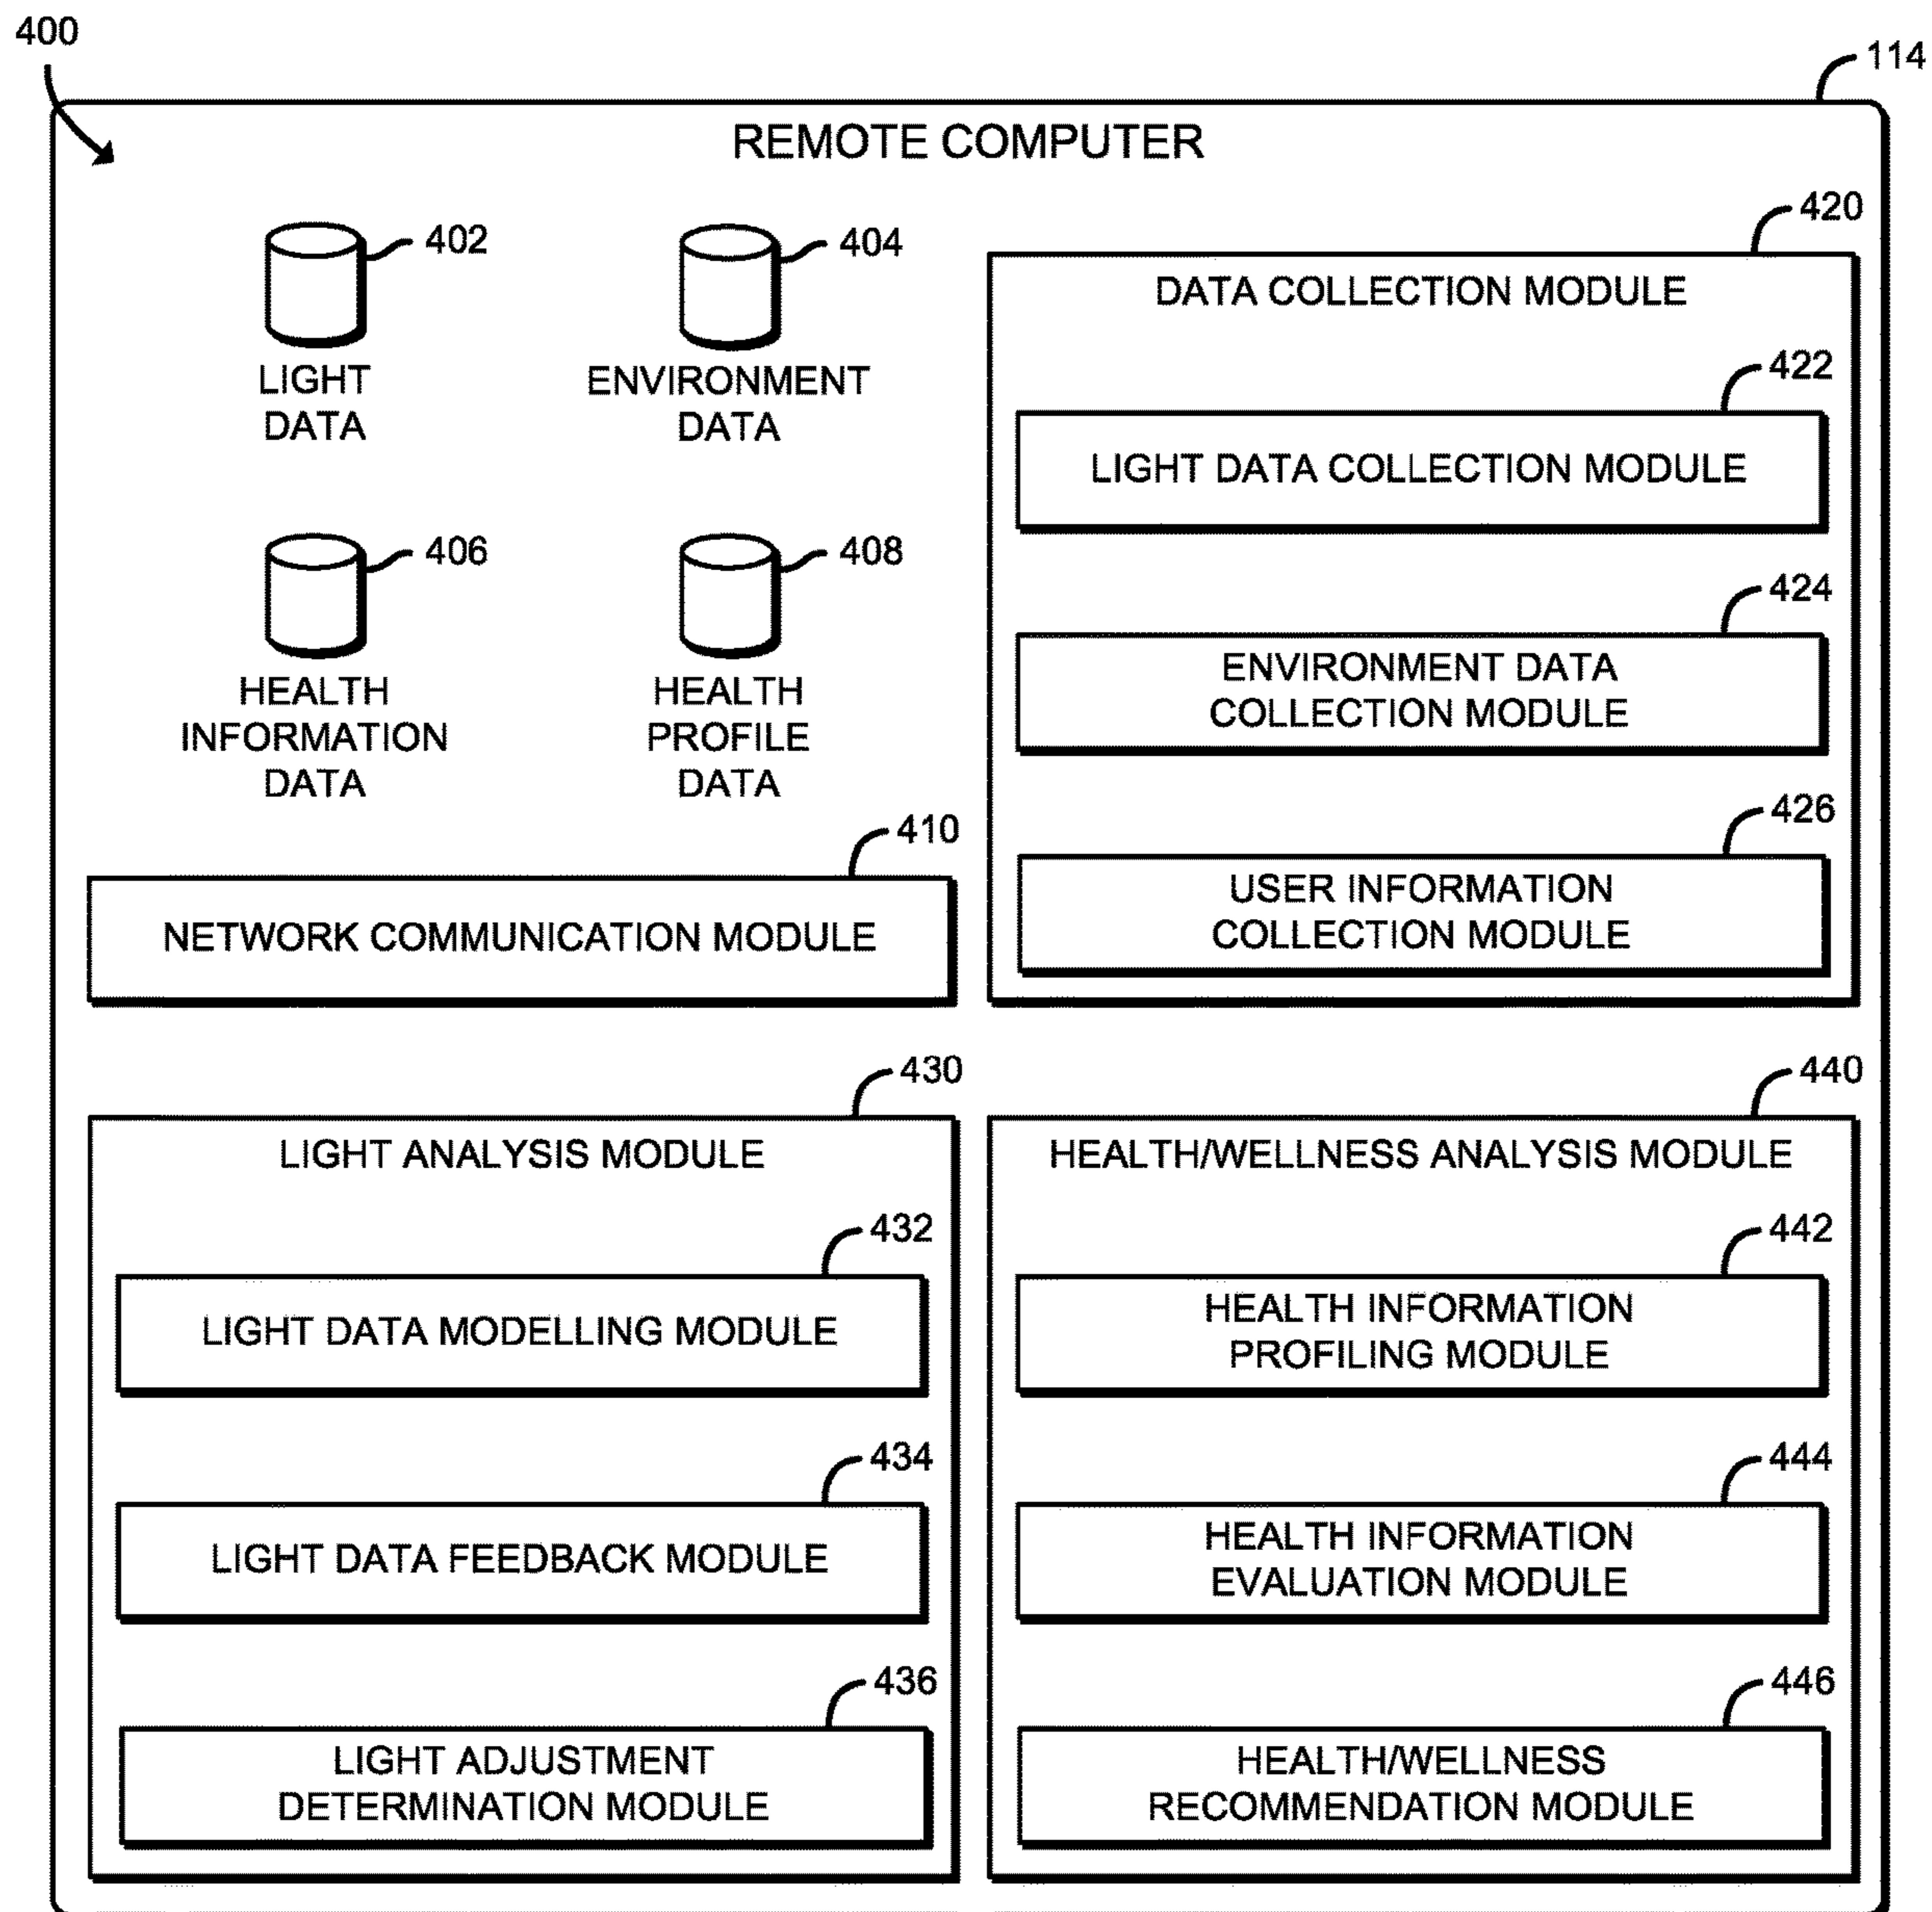 400
114
REMOTE COMPUTER
402
LIGHT
DATA
404
ENVIRONMENT
DATA
406
HEALTH
INFORMATION
DATA
408
HEALTH
PROFILE
DATA
410
NETWORK COMMUNICATION MODULE
420
DATA COLLECTION MODULE
422
LIGHT DATA COLLECTION MODULE
424
ENVIRONMENT DATA
COLLECTION MODULE
426
USER INFORMATION
COLLECTION MODULE
430
LIGHT ANALYSIS MODULE
432
LIGHT DATA MODELLING MODULE
434
LIGHT DATA FEEDBACK MODULE
436
LIGHT ADJUSTMENT
DETERMINATION MODULE
440
HEALTH/WELLNESS ANALYSIS MODULE
442
HEALTH INFORMATION
PROFILING MODULE
444
HEALTH INFORMATION
EVALUATION MODULE
446
HEALTH/WELLNESS
RECOMMENDATION MODULE